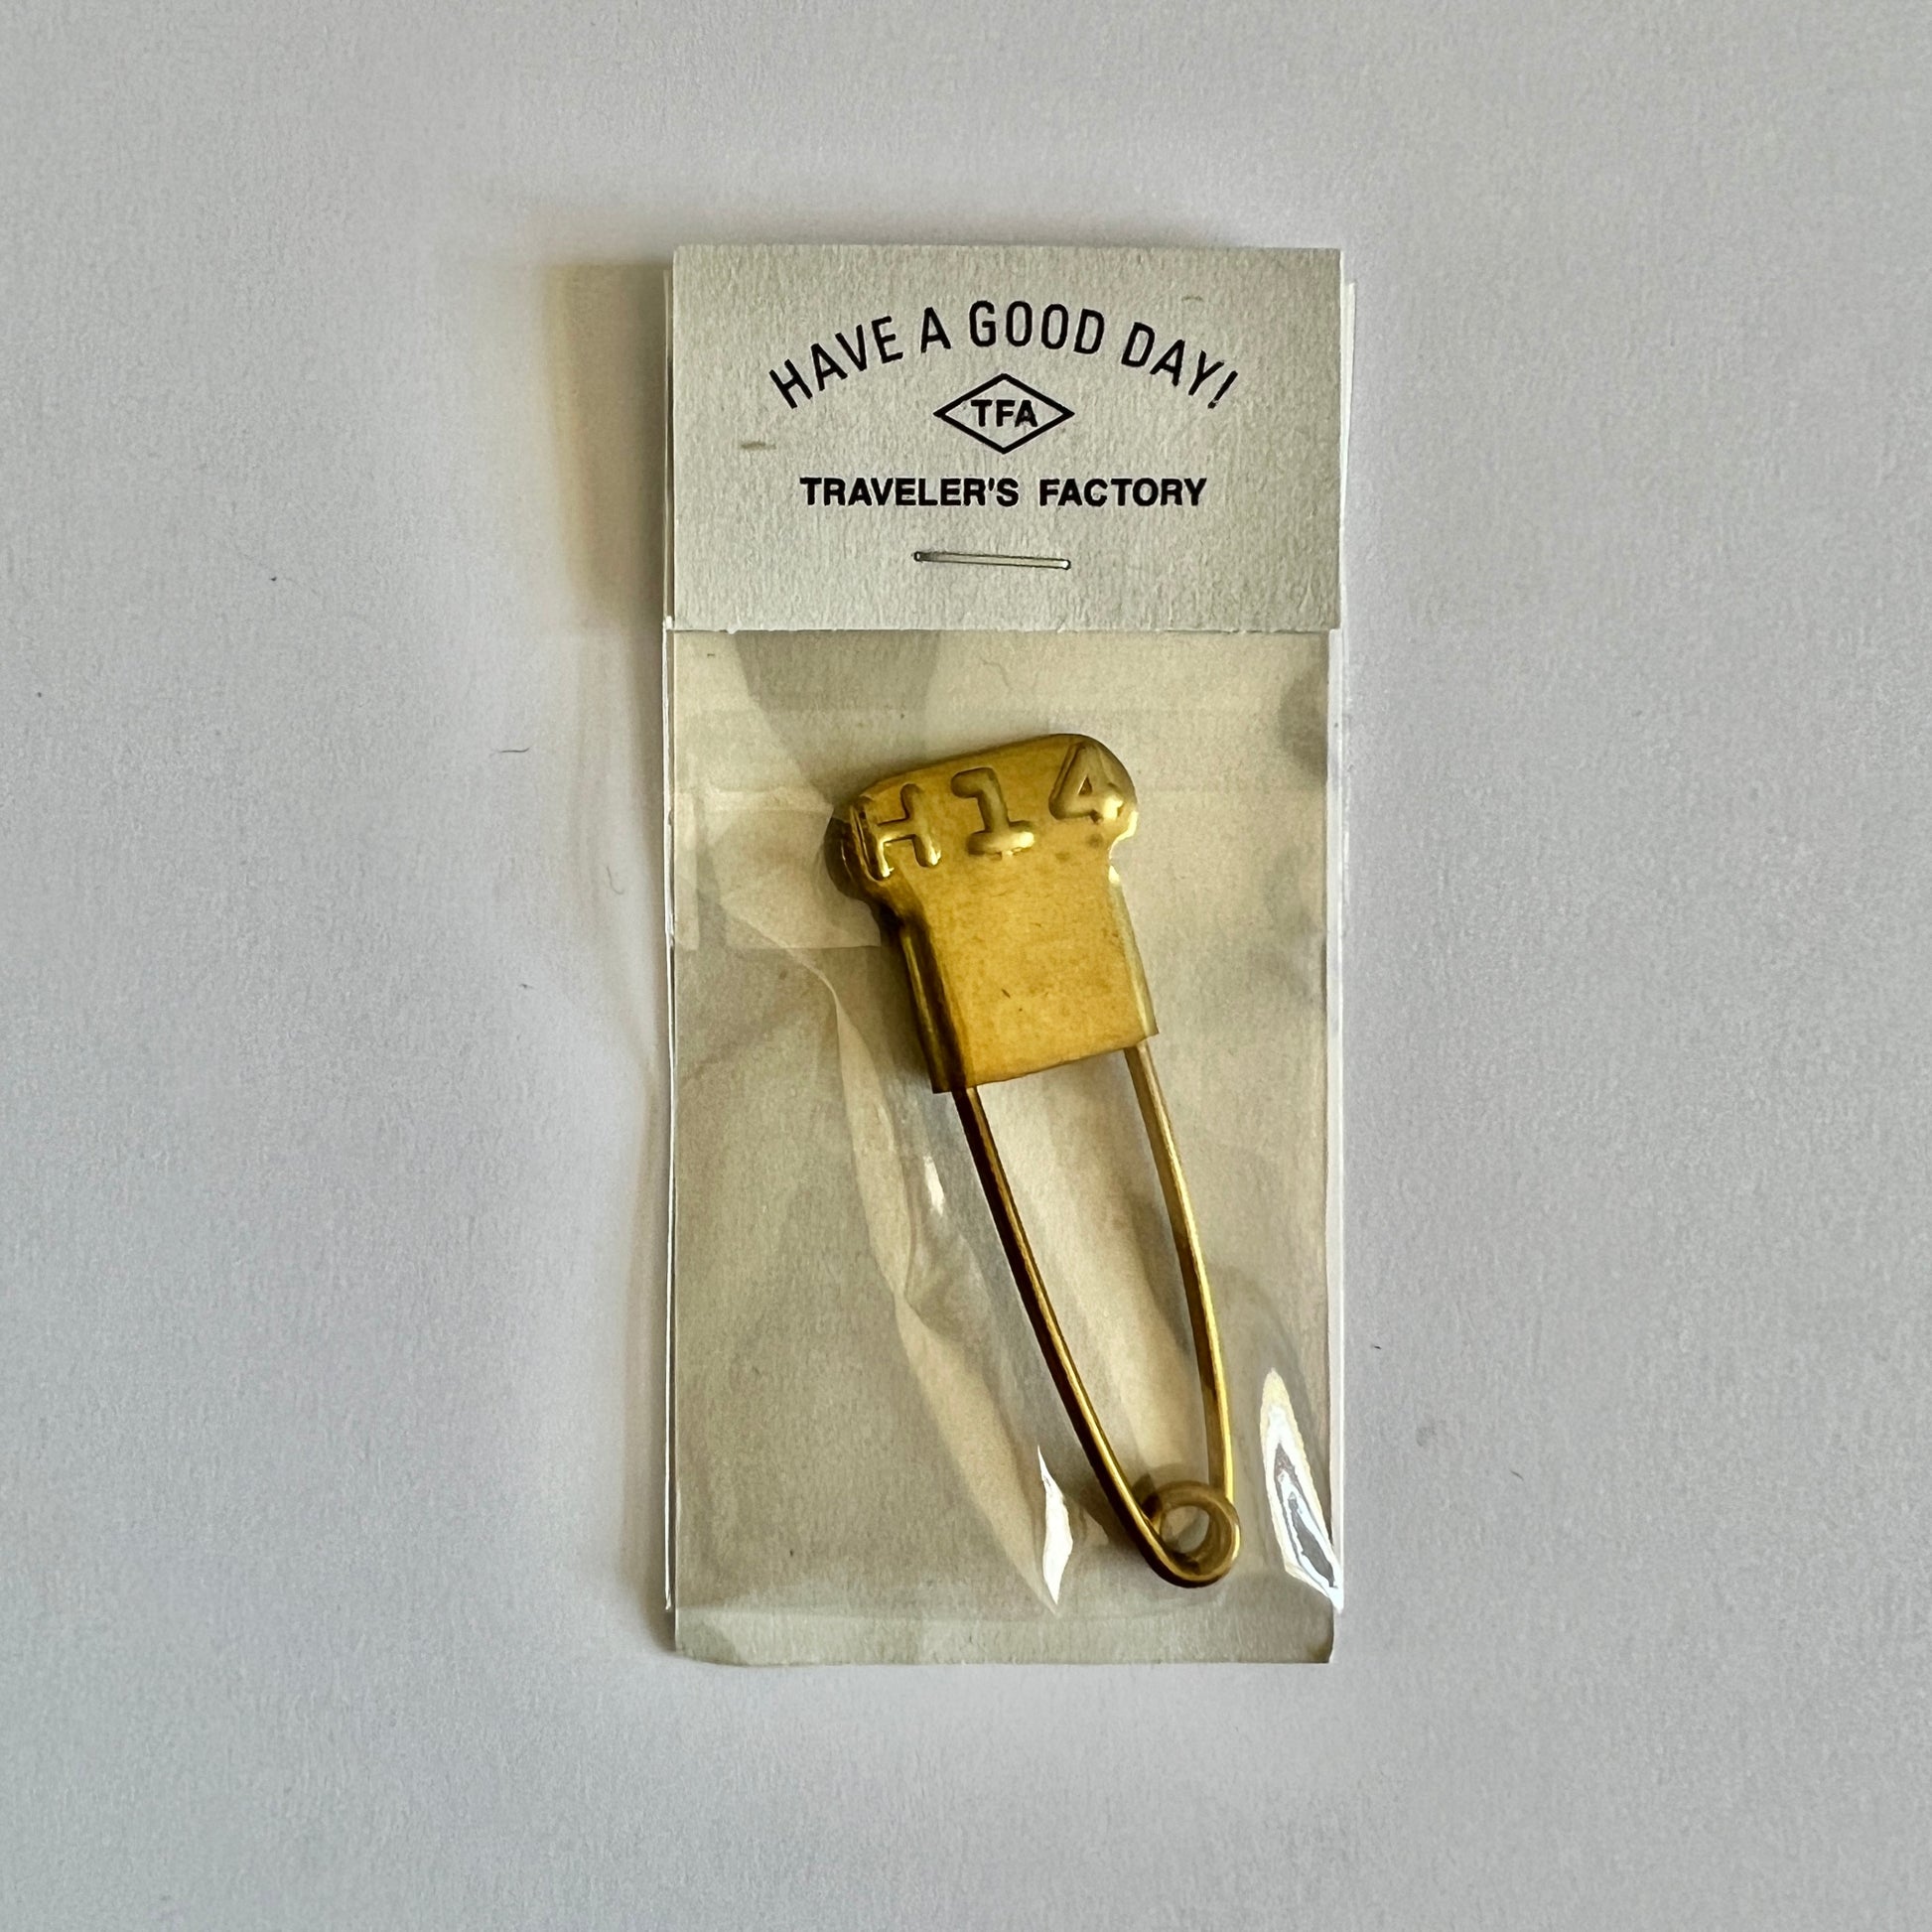 HAVE A GOOD DAY!
TFA
TRAVELER'S FACTORY
H14